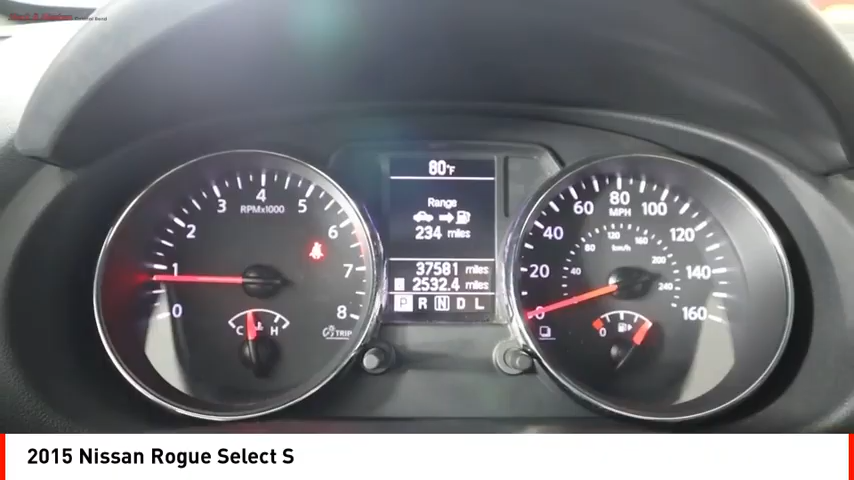 80°F
Range
234 miles
37581 miles
2532.4 miles
P R N D L
0 1 2 3 4 5 6 7 8
RPMx1000
C H
TRIP
0 20 40 60 80 100 120 140 160
MPH
40 80 120 160 200 240
km/h
0
2015 Nissan Rogue Select S